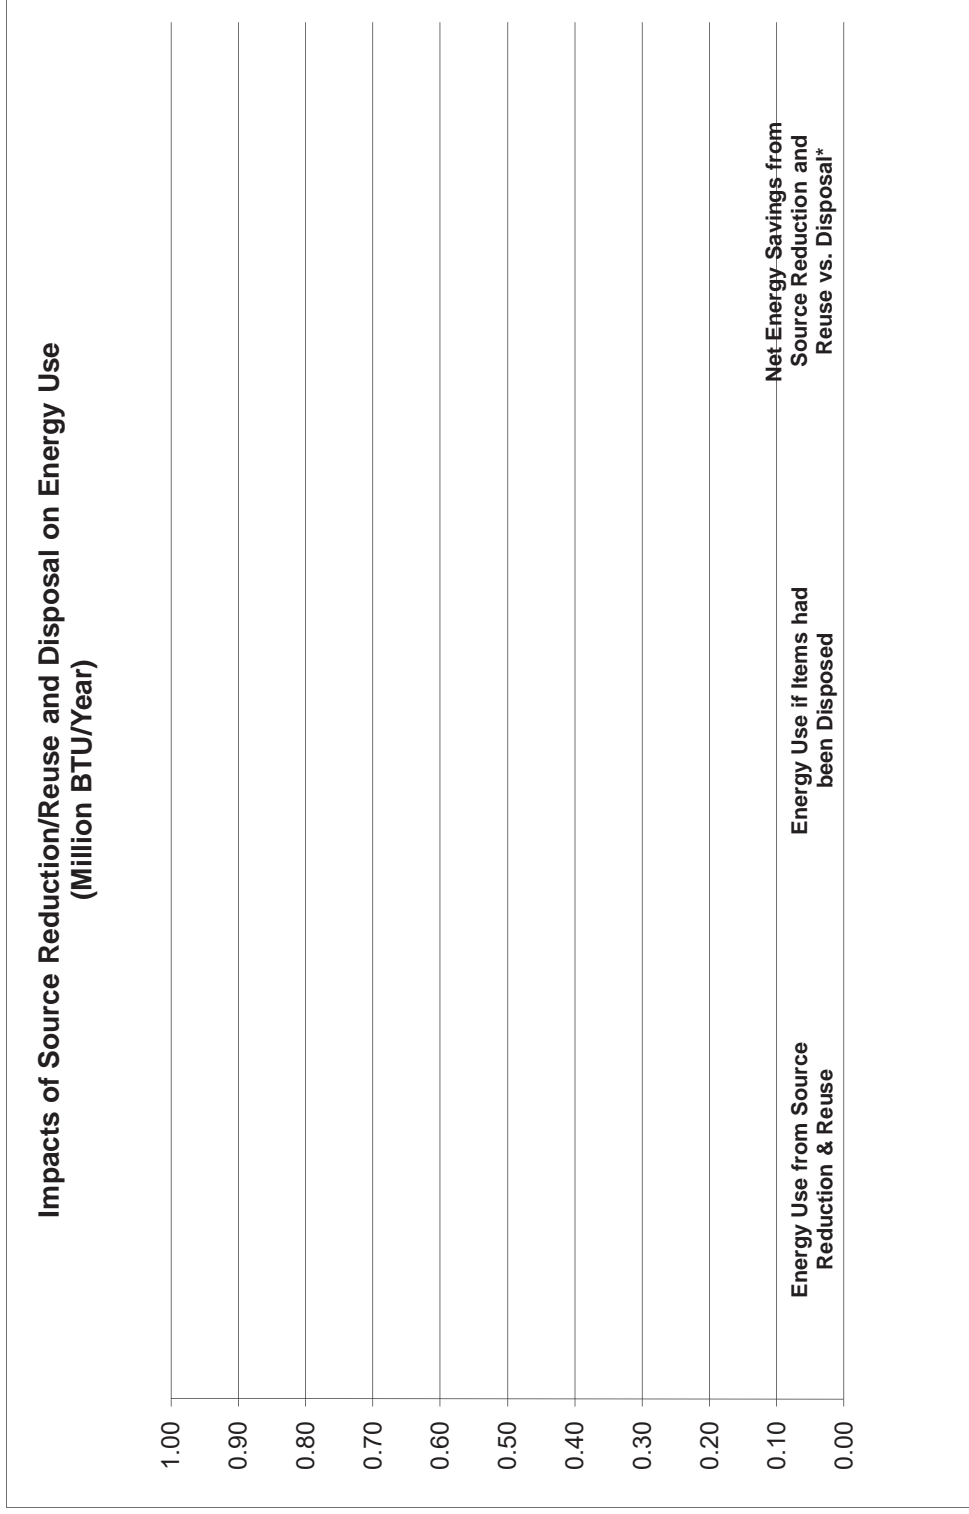 Impacts of Source Reduction/Reuse and Disposal on Energy Use
(Million BTU/Year)
1.00
0.90
0.80
0.70
0.60
0.50
0.40
0.30
0.20
0.10
0.00
Energy Use from Source
Reduction & Reuse
Energy Use if Items had
been Disposed
Net Energy Savings from
Source Reduction and
Reuse vs. Disposal*